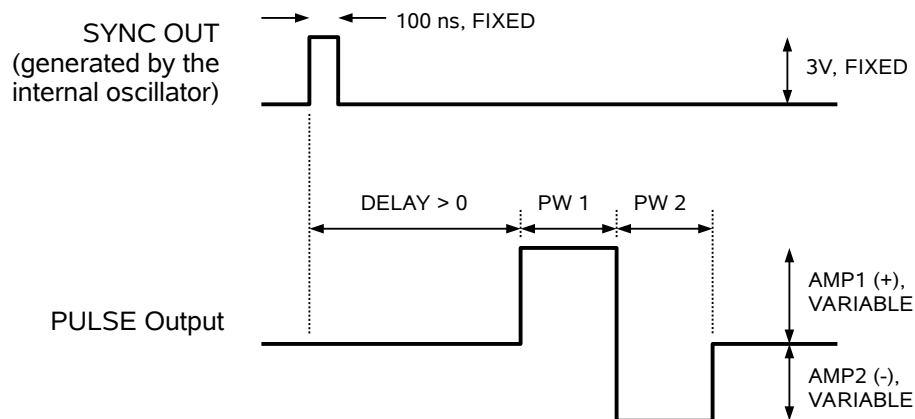 100 ns, FIXED
SYNC OUT
(generated by the
internal oscillator)
3V, FIXED
DELAY > 0
PW 1
PW 2
AMP1 (+),
VARIABLE
PULSE Output
AMP2 (-),
VARIABLE